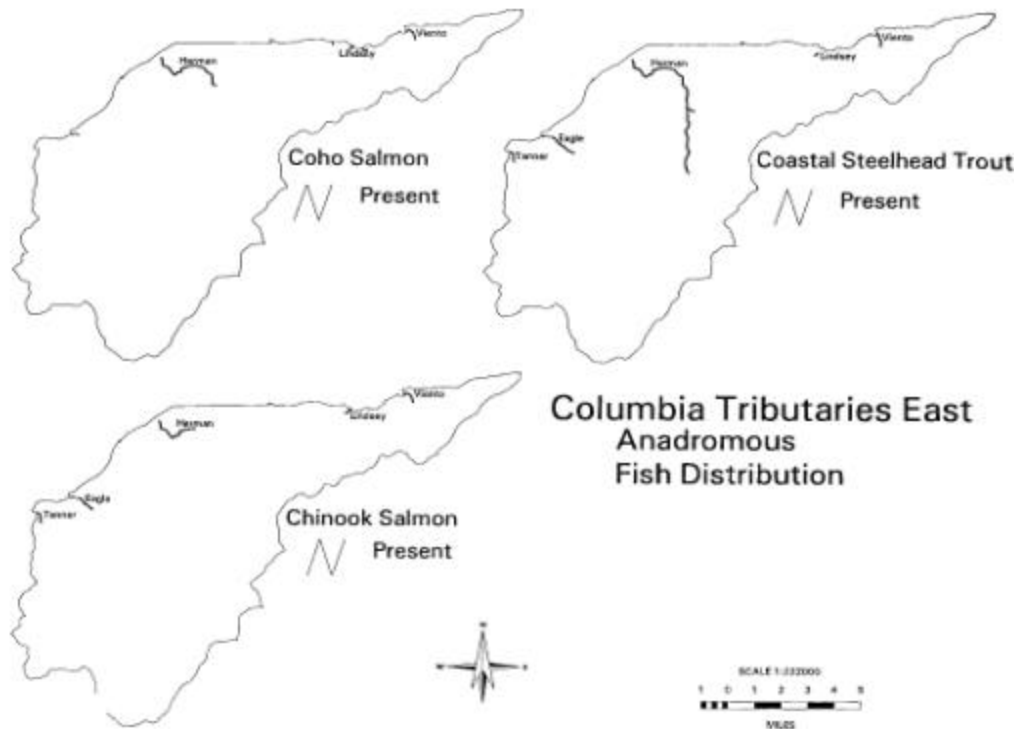 Viento
Lindsey
Herman
Coho Salmon
Present
Viento
Lindsey
Herman
Eagle
Tanner
Coastal Steelhead Trout
Present
Viento
Lindsey
Herman
Eagle
Tanner
Chinook Salmon
Present
Columbia Tributaries East
Anadromous
Fish Distribution
N
W E
S
1 0 1 2 3 4 5
MILES